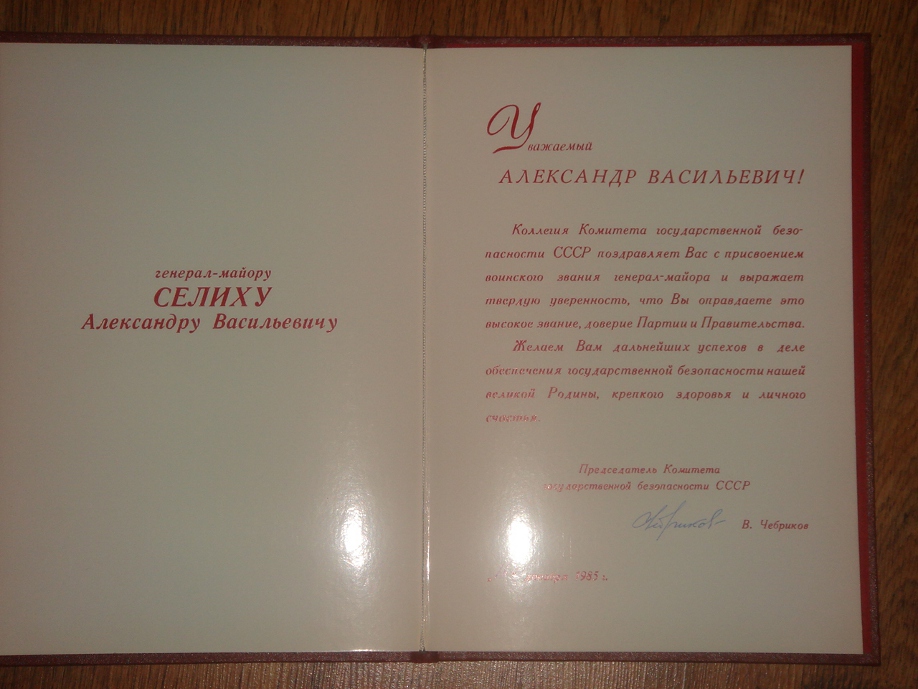 генерал-майору
СЕЛИХУ
Александру Васильевичу
Уважаемый
АЛЕКСАНДР ВАСИЛЬЕВИЧ!
Коллегия Комитета государственной безо-
пасности СССР поздравляет Вас с присвоением
воинского звания генерал-майора и выражает
твердую уверенность, что Вы оправдаете это
высокое звание, доверие Партии и Правительства.
Желаем Вам дальнейших успехов в деле
обеспечения государственной безопасности нашей
великой Родины, крепкого здоровья и личного
счастья.
Председатель Комитета
государственной безопасности СССР
В. Чебриков
1985 г.